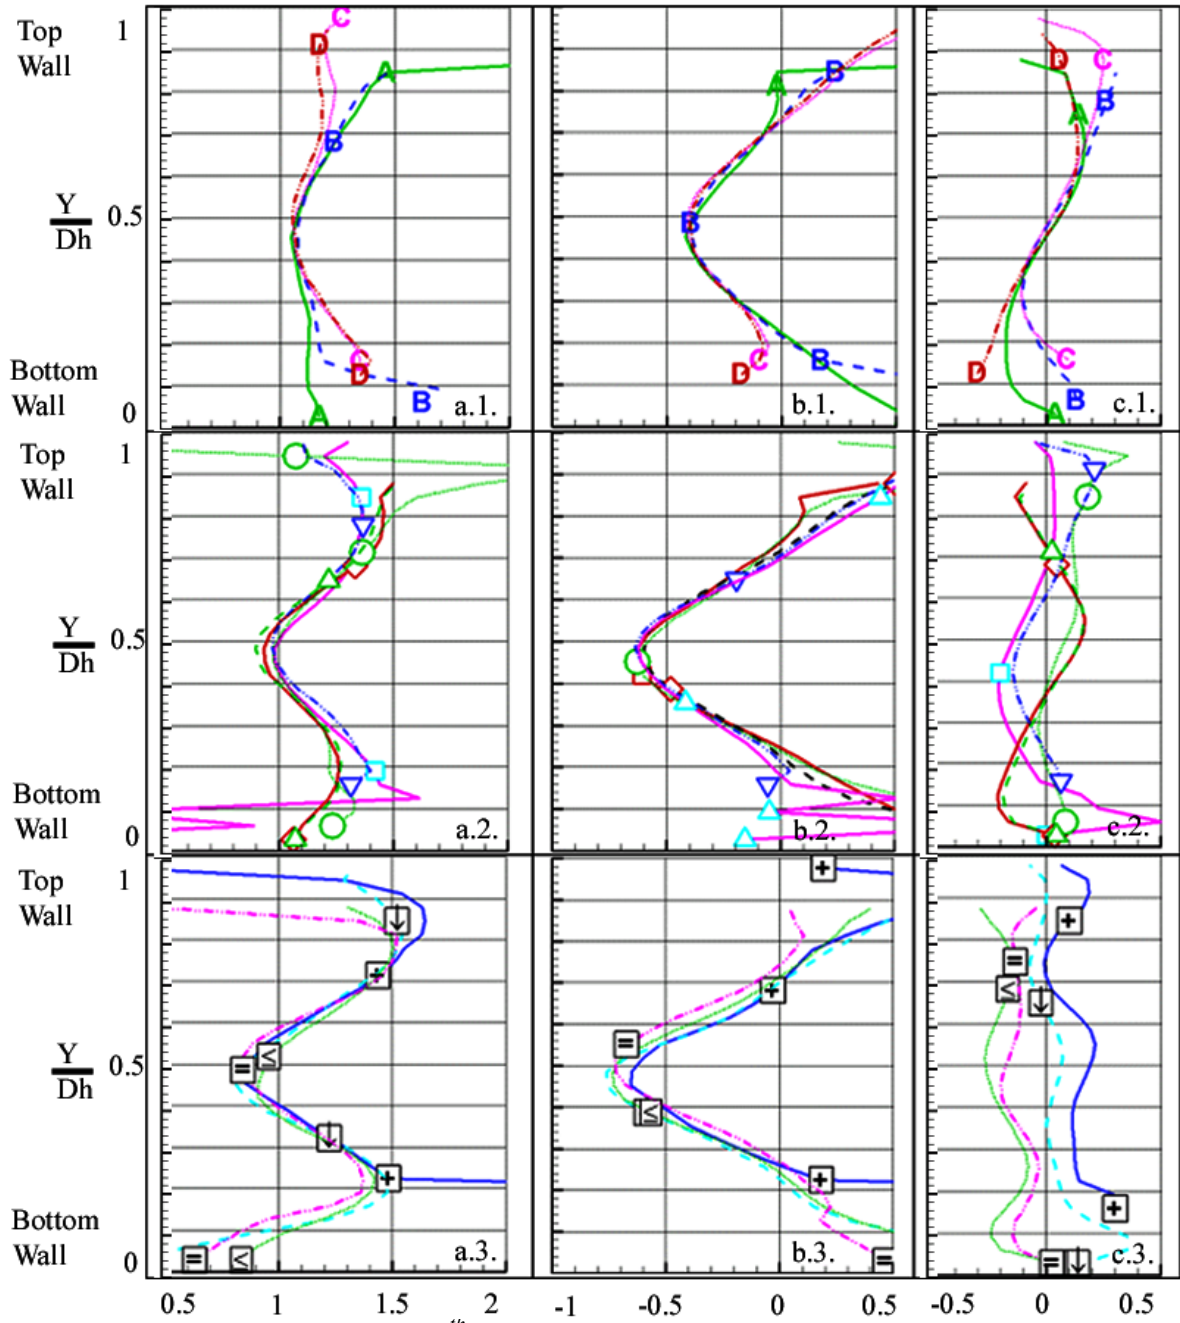 Top
Wall
1
Y
Dh
0.5
Bottom
Wall
0
C
D
A
B
C
D
B
A
a.1.
A
B
B
B
C
D
b.1.
D
C
B
A
D
C
B
A
c.1.
Top
Wall
1
Y
Dh
0.5
Bottom
Wall
0
a.2.
b.2.
c.2.
Top
Wall
1
Y
Dh
0.5
Bottom
Wall
0
↓
+
≤
=
↓
+
=
≤
a.3.
+
+
=
≤
+
=
b.3.
+
=
≤
↓
+
=
↓
c.3.
0.5 1 1.5 2
-1 -0.5 0 0.5
-0.5 0 0.5